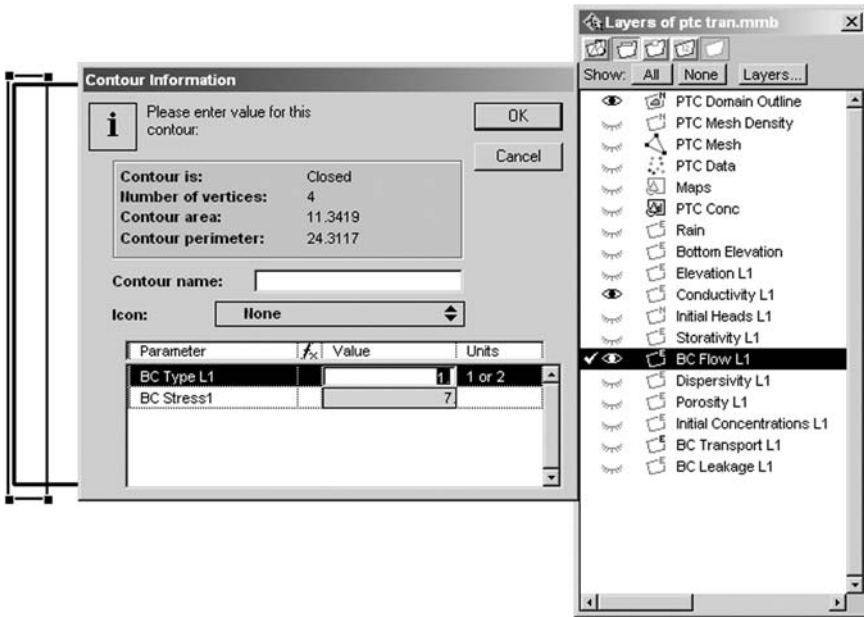 Layers of ptc tran.mmb
Show: All None Layers...
PTC Domain Outline
PTC Mesh Density
PTC Mesh
PTC Data
Maps
PTC Conc
Rain
Bottom Elevation
Elevation L1
Conductivity L1
Initial Heads L1
Storativity L1
BC Flow L1
Dispersivity L1
Porosity L1
Initial Concentrations L1
BC Transport L1
BC Leakage L1
Contour Information
Please enter value for this
contour:
OK
Cancel
Contour is: Closed
Number of vertices: 4
Contour area: 11.3419
Contour perimeter: 24.3117
Contour name:
Icon: None
Parameter fx Value Units
BC Type L1 1. 1 or 2
BC Stress1 7.